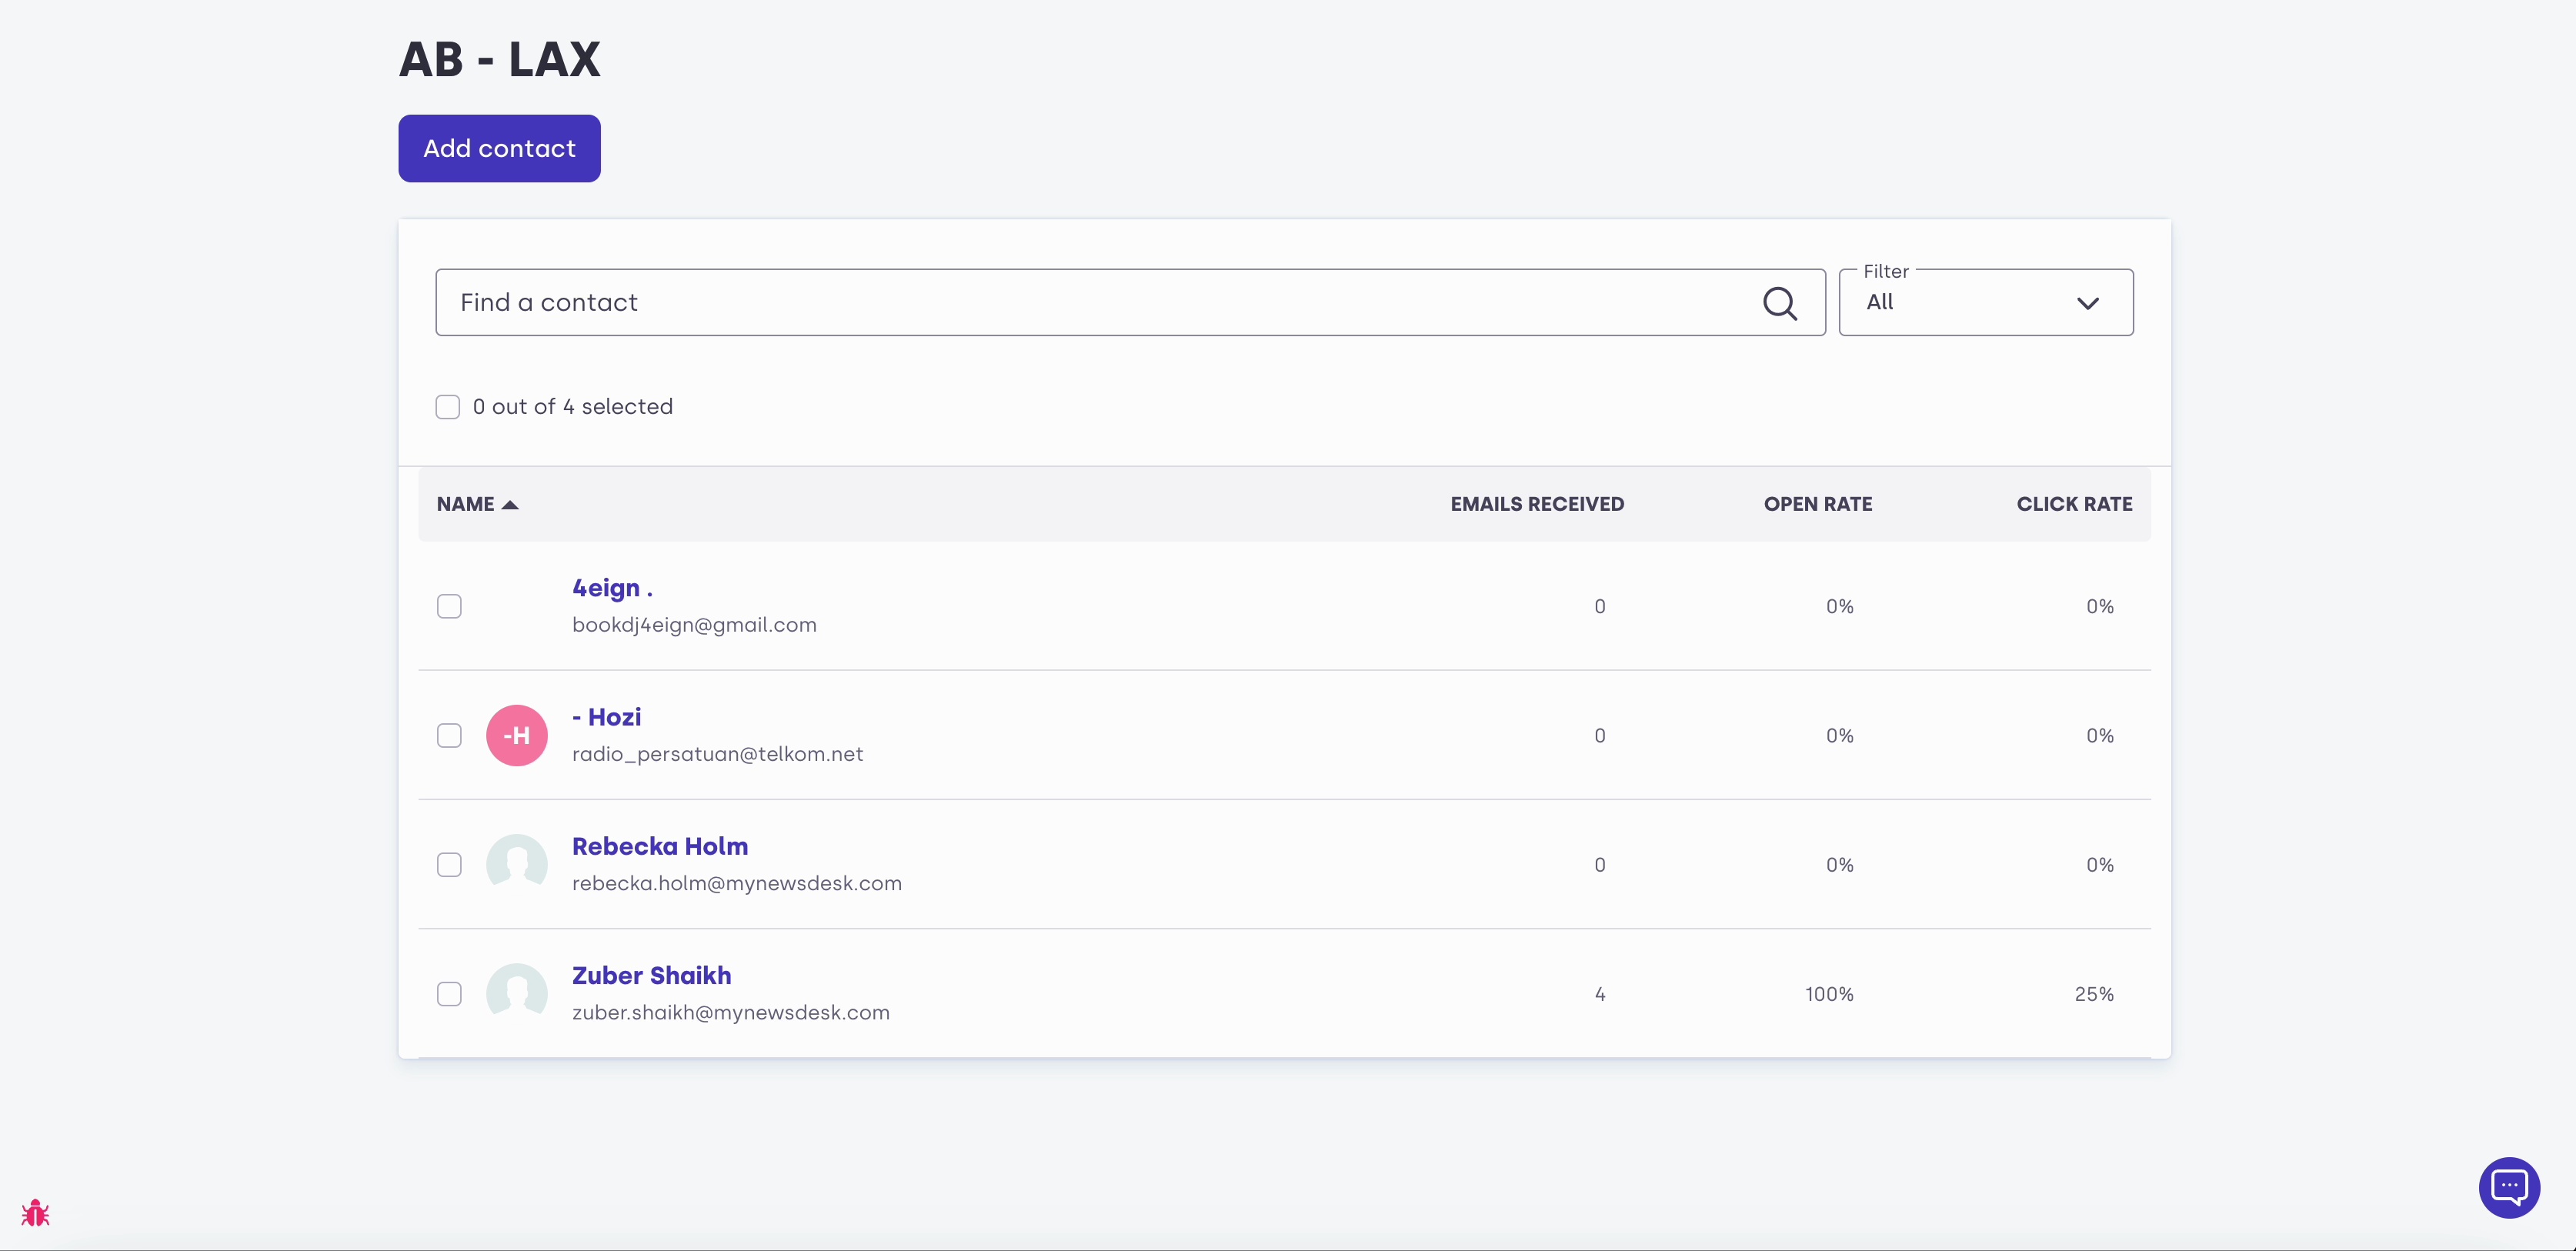 AB - LAX
Add contact
Find a contact
Filter
All
0 out of 4 selected
NAME EMAILS RECEIVED OPEN RATE CLICK RATE
4eign .
bookdj4eign@gmail.com
0 0% 0%
-H
- Hozi
radio_persatuan@telkom.net
0 0% 0%
Rebecka Holm
rebecka.holm@mynewsdesk.com
0 0% 0%
Zuber Shaikh
zuber.shaikh@mynewsdesk.com
4 100% 25%